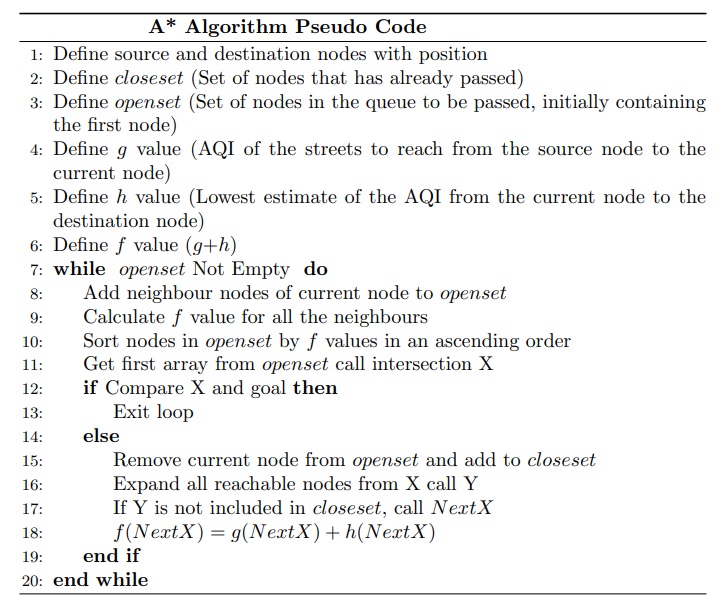 A* Algorithm Pseudo Code
1: Define source and destination nodes with position
2: Define closeset (Set of nodes that has already passed)
3: Define openset (Set of nodes in the queue to be passed, initially containing
the first node)
4: Define g value (AQI of the streets to reach from the source node to the
current node)
5: Define h value (Lowest estimate of the AQI from the current node to the
destination node)
6: Define f value (g+h)
7: while openset Not Empty do
8: Add neighbour nodes of current node to openset
9: Calculate f value for all the neighbours
10: Sort nodes in openset by f values in an ascending order
11: Get first array from openset call intersection X
12: if Compare X and goal then
13: Exit loop
14: else
15: Remove current node from openset and add to closeset
16: Expand all reachable nodes from X call Y
17: If Y is not included in closeset, call NextX
18: f(NextX) = g(NextX) + h(NextX)
19: end if
20: end while